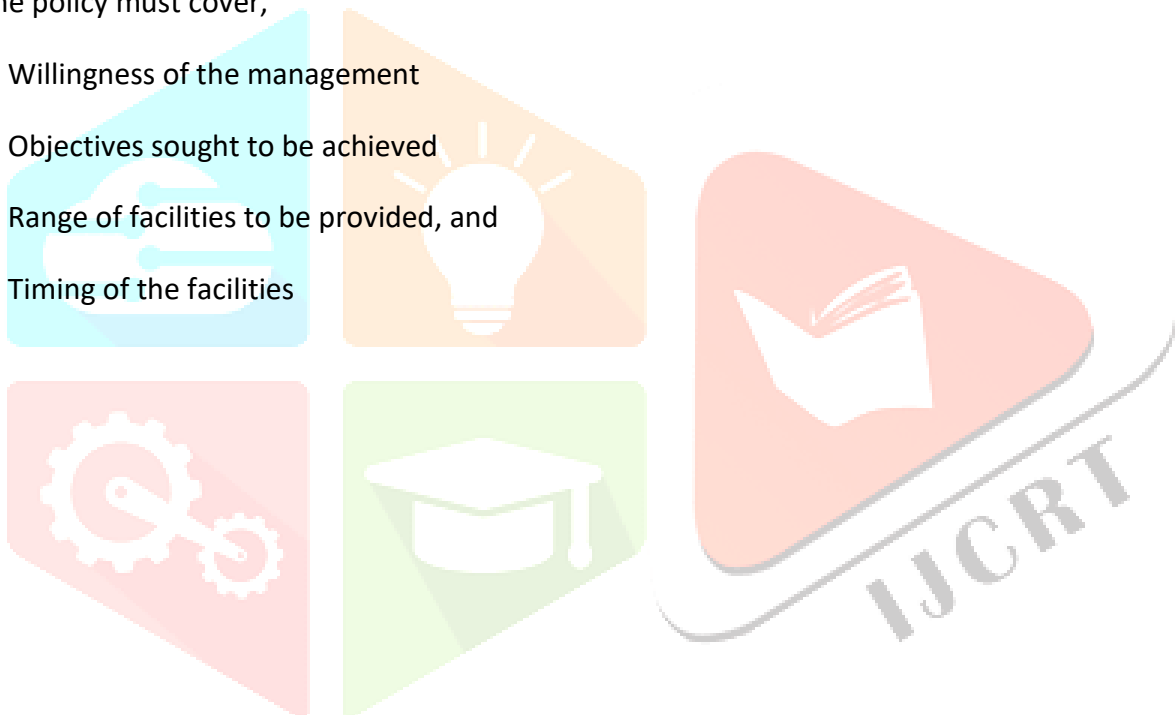 he policy must cover,
Willingness of the management
Objectives sought to be achieved
Range of facilities to be provided, and
Timing of the facilities
IJCRT